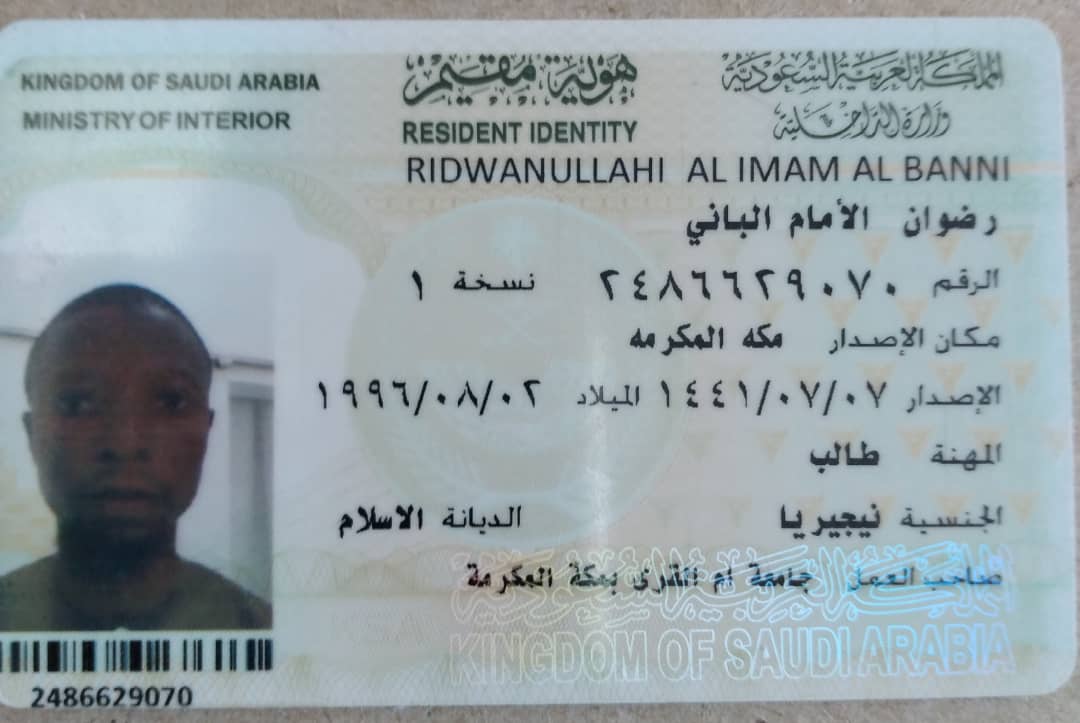 KINGDOM OF SAUDI ARABIA
MINISTRY OF INTERIOR
المملكة العربية السعودية
وزارة الداخلية
هوية مقيم
RESIDENT IDENTITY
RIDWANULLAHI AL IMAM AL BANNI
رضوان الأمام الباني
الرقم ٢٤٨٦٦٢٩٠٧٠ نسخة ١
مكان الإصدار مكه المكرمه
الإصدار ١٤٤١/٠٧/٠٧ الميلاد ١٩٩٦/٠٨/٠٢
المهنة طالب
الجنسية نيجيريا الديانة الاسلام
صاحب العمل جامعة ام القرى بمكة المكرمة
المملكة العربية السعودية
KINGDOM OF SAUDI ARABIA
2486629070